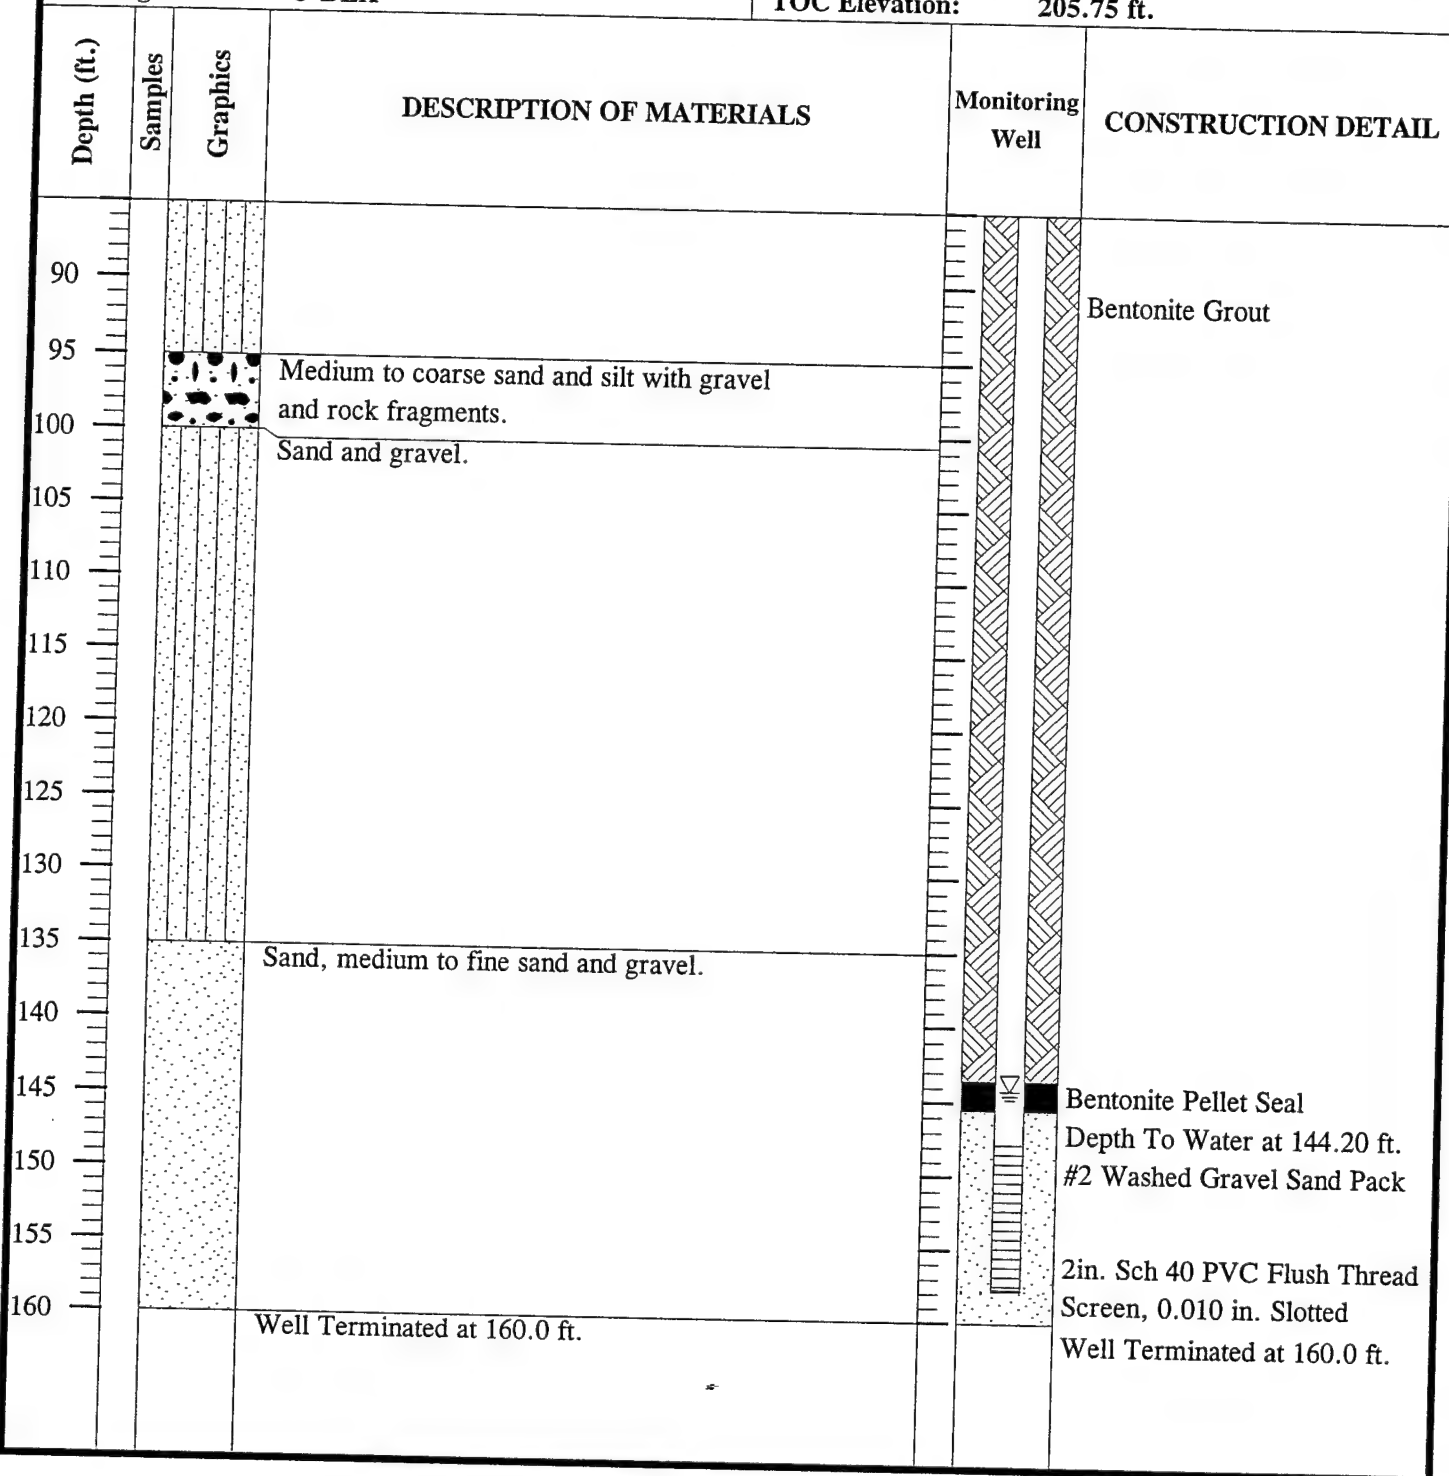 TOC Elevation: 205.75 ft.
Depth (ft.)
Samples
Graphics
DESCRIPTION OF MATERIALS
Monitoring
Well
CONSTRUCTION DETAIL
90
95
100
105
110
115
120
125
130
135
140
145
150
155
160
Medium to coarse sand and silt with gravel
and rock fragments.
Sand and gravel.
Sand, medium to fine sand and gravel.
Well Terminated at 160.0 ft.
Bentonite Grout
Bentonite Pellet Seal
Depth To Water at 144.20 ft.
#2 Washed Gravel Sand Pack
2in. Sch 40 PVC Flush Thread
Screen, 0.010 in. Slotted
Well Terminated at 160.0 ft.